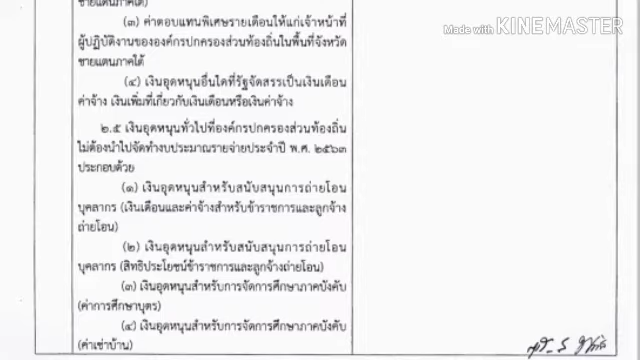 ชายแดนภาคใต้)
Made with KINEMASTER
(๓) ค่าตอบแทนพิเศษรายเดือนให้แก่เจ้าหน้าที่
ผู้ปฏิบัติงานขององค์กรปกครองส่วนท้องถิ่นในพื้นที่จังหวัด
ชายแดนภาคใต้
(๔) เงินอุดหนุนอื่นใดที่รัฐจัดสรรเป็นเงินเดือน
ค่าจ้าง เงินเพิ่มที่เกี่ยวกับเงินเดือนหรือเงินค่าจ้าง
๒.๕ เงินอุดหนุนทั่วไปที่องค์กรปกครองส่วนท้องถิ่น
ไม่ต้องนำไปจัดทำงบประมาณรายจ่ายประจำปี พ.ศ. ๒๕๖๓
ประกอบด้วย
(๑) เงินอุดหนุนสำหรับสนับสนุนการถ่ายโอน
บุคลากร (เงินเดือนและค่าจ้างสำหรับข้าราชการและลูกจ้าง
ถ่ายโอน)
(๒) เงินอุดหนุนสำหรับสนับสนุนการถ่ายโอน
บุคลากร (สิทธิประโยชน์ข้าราชการและลูกจ้างถ่ายโอน)
(๓) เงินอุดหนุนสำหรับการจัดการศึกษาภาคบังคับ
(ค่าการศึกษาบุตร)
(๔) เงินอุดหนุนสำหรับการจัดการศึกษาภาคบังคับ
(ค่าเช่าบ้าน)